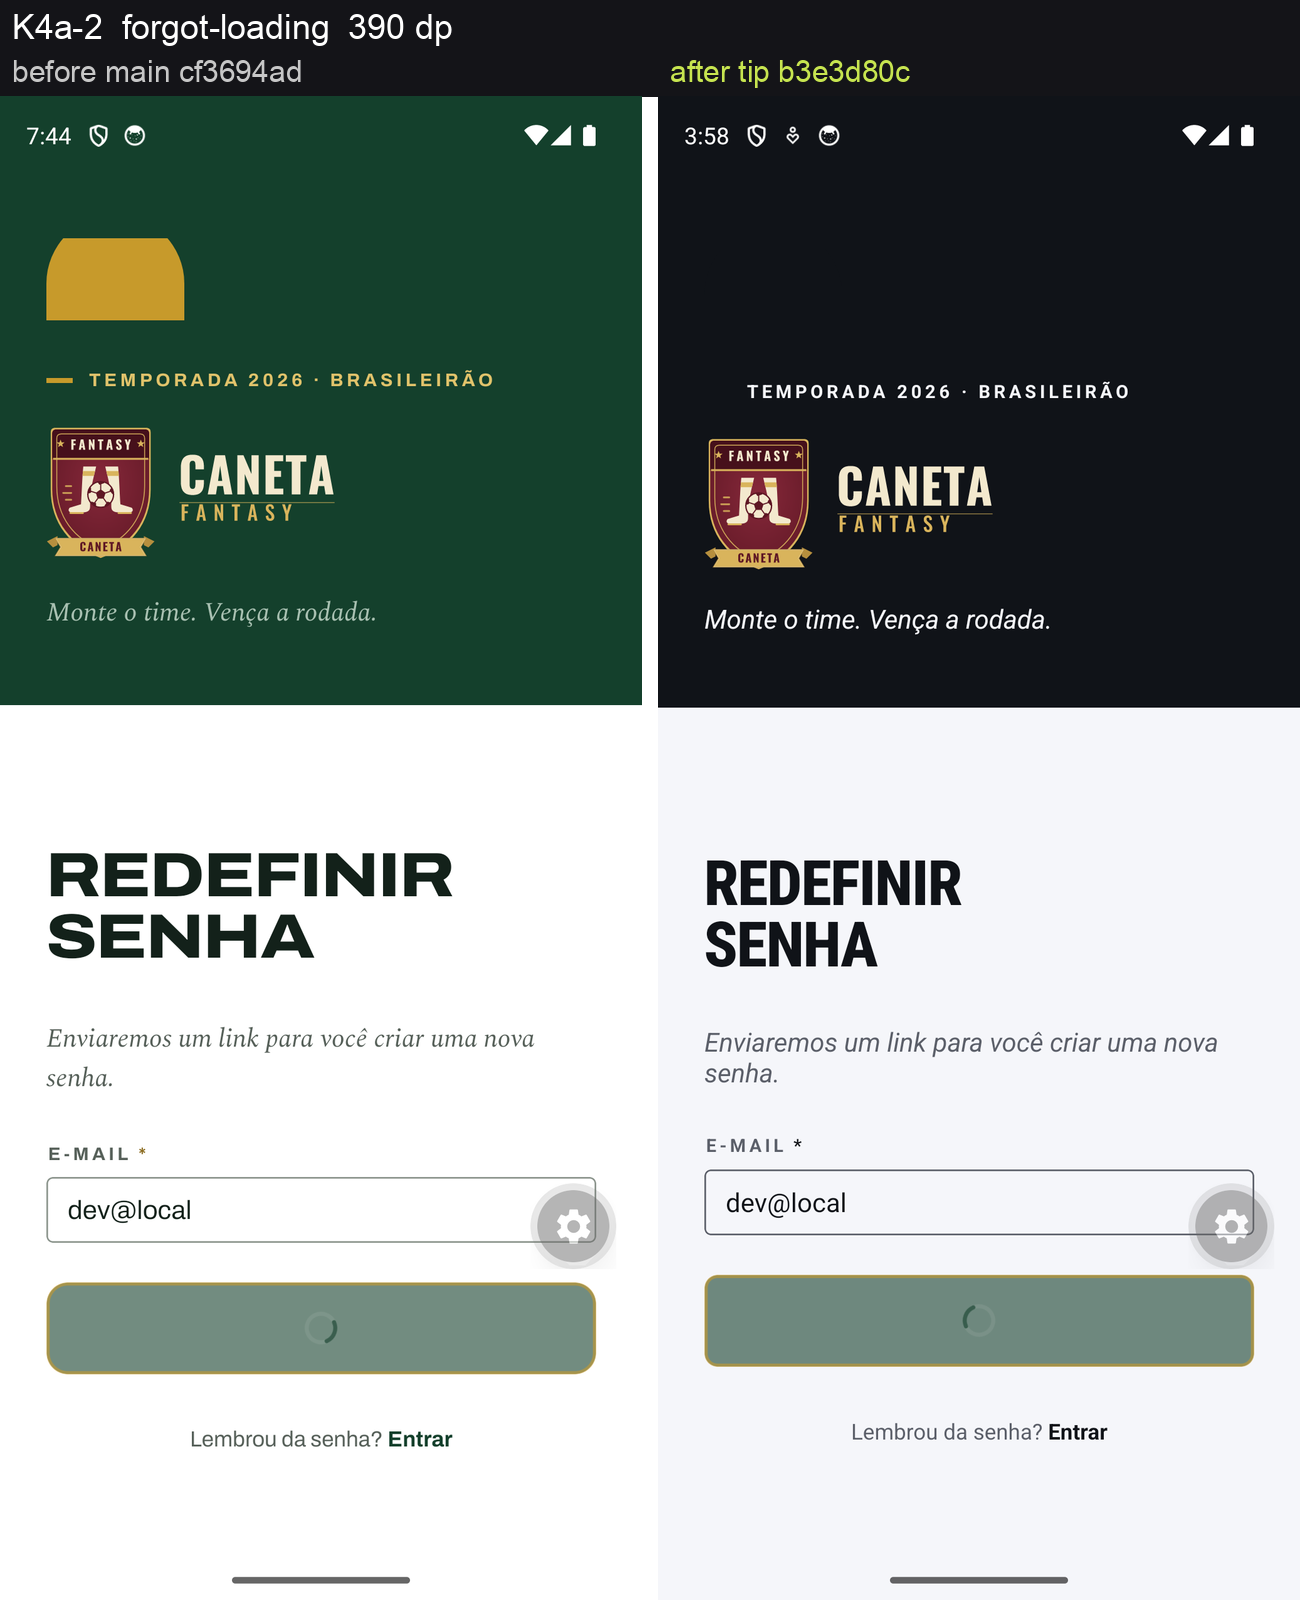 K4a-2 forgot-loading 390 dp
before main cf3694ad
after tip b3e3d80c
7:44
TEMPORADA 2026 · BRASILEIRÃO
FANTASY
CANETA
CANETA
FANTASY
Monte o time. Vença a rodada.
REDEFINIR
SENHA
Enviaremos um link para você criar uma nova
senha.
E-MAIL *
dev@local
Lembrou da senha? Entrar
3:58
TEMPORADA 2026 · BRASILEIRÃO
FANTASY
CANETA
CANETA
FANTASY
Monte o time. Vença a rodada.
REDEFINIR
SENHA
Enviaremos um link para você criar uma nova
senha.
E-MAIL *
dev@local
Lembrou da senha? Entrar